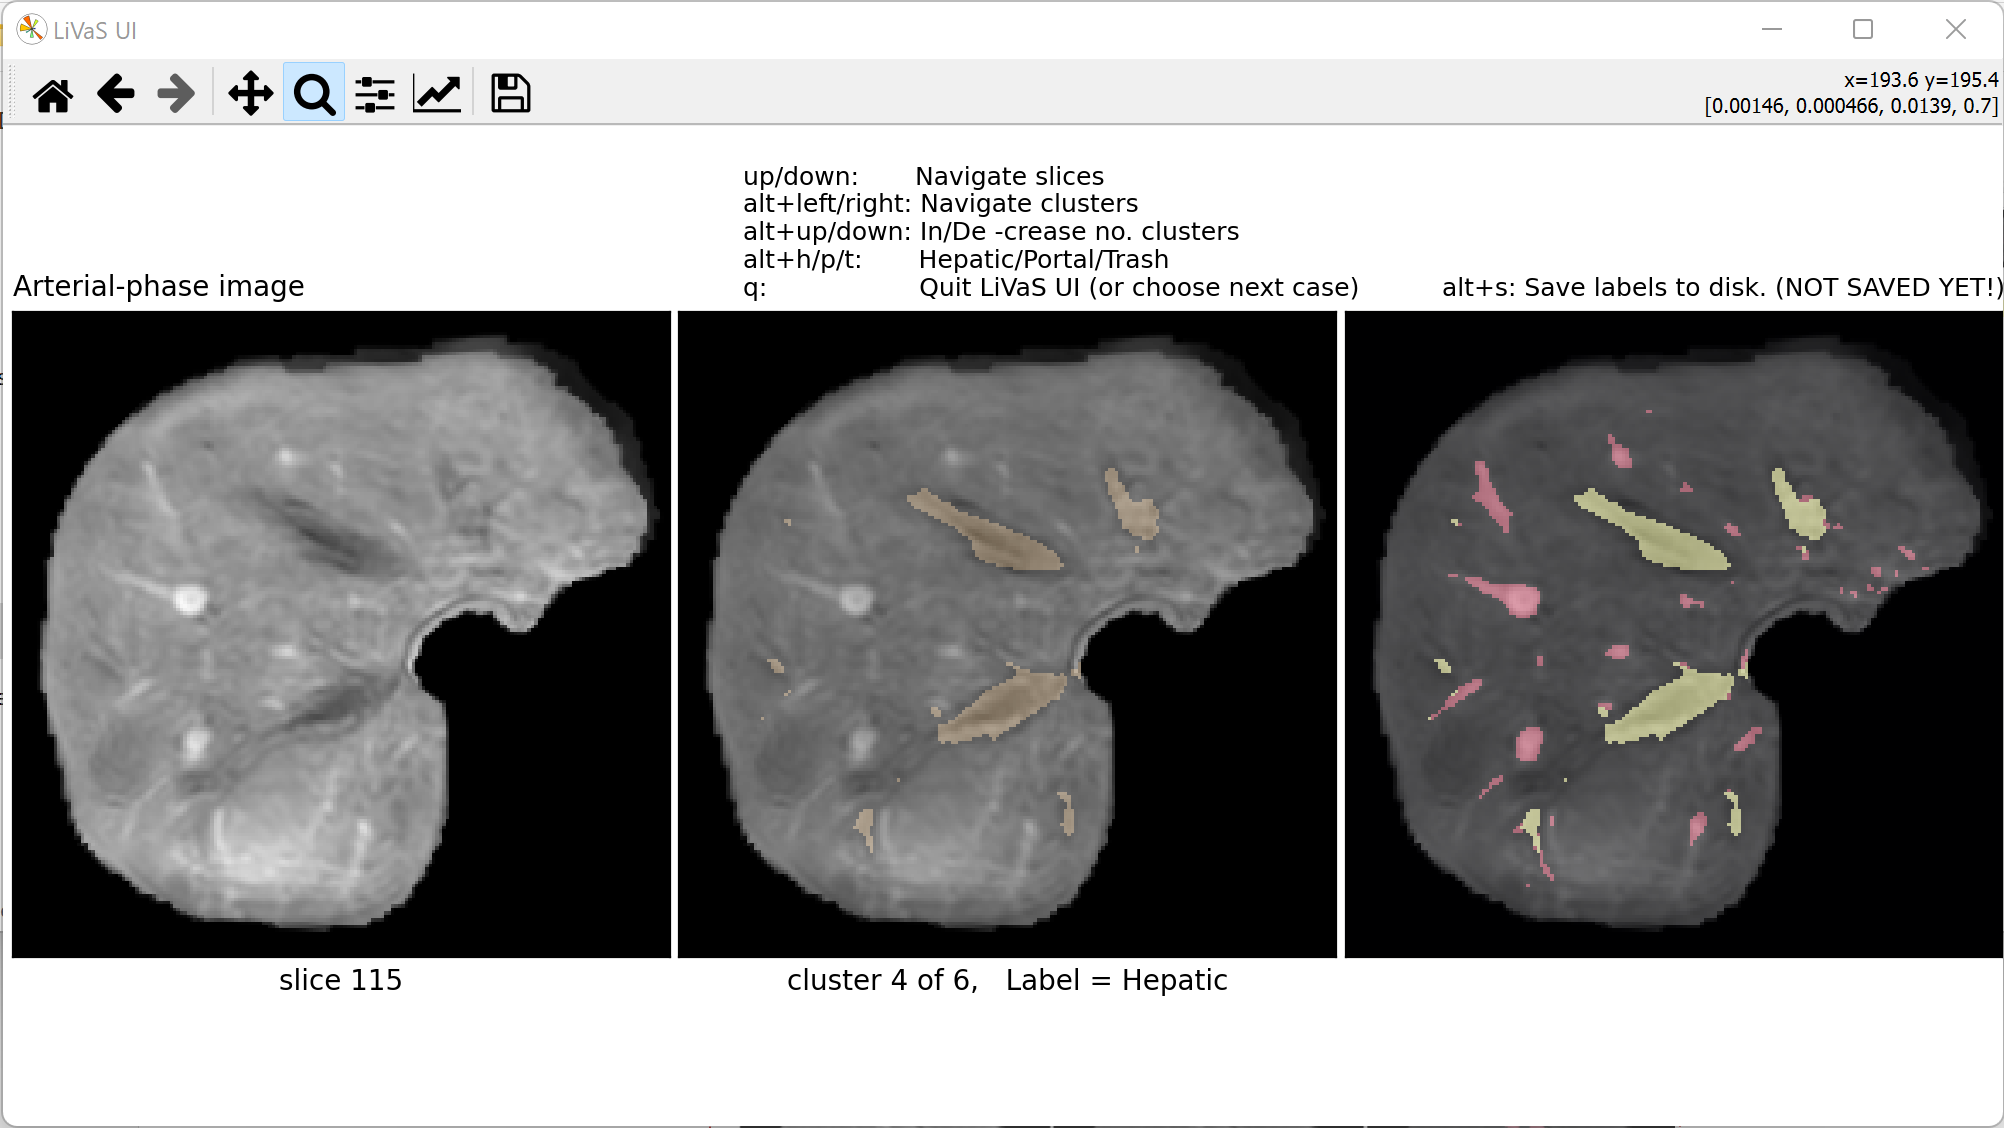 LiVaS UI
x=193.6 y=195.4
[0.00146, 0.000466, 0.0139, 0.7]
up/down: Navigate slices
alt+left/right: Navigate clusters
alt+up/down: In/De -crease no. clusters
alt+h/p/t: Hepatic/Portal/Trash
Arterial-phase image
q: Quit LiVaS UI (or choose next case)
alt+s: Save labels to disk. (NOT SAVED YET!)
slice 115
cluster 4 of 6, Label = Hepatic